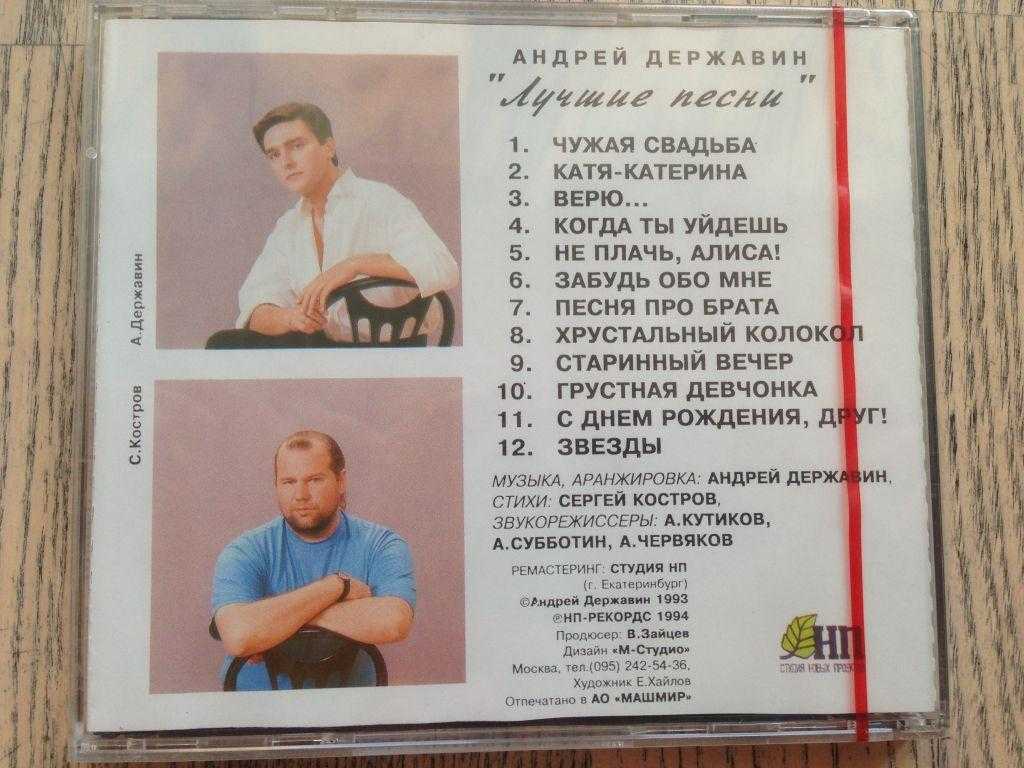 АНДРЕЙ ДЕРЖАВИН
"Лучшие песни"
1. ЧУЖАЯ СВАДЬБА
2. КАТЯ-КАТЕРИНА
3. ВЕРЮ...
4. КОГДА ТЫ УЙДЕШЬ
5. НЕ ПЛАЧЬ, АЛИСА!
6. ЗАБУДЬ ОБО МНЕ
7. ПЕСНЯ ПРО БРАТА
8. ХРУСТАЛЬНЫЙ КОЛОКОЛ
9. СТАРИННЫЙ ВЕЧЕР
10. ГРУСТНАЯ ДЕВЧОНКА
11. С ДНЕМ РОЖДЕНИЯ, ДРУГ!
12. ЗВЕЗДЫ
МУЗЫКА, АРАНЖИРОВКА: АНДРЕЙ ДЕРЖАВИН,
СТИХИ: СЕРГЕЙ КОСТРОВ,
ЗВУКОРЕЖИССЕРЫ: А.КУТИКОВ,
А.СУББОТИН, А.ЧЕРВЯКОВ
РЕМАСТЕРИНГ: СТУДИЯ НП
(г. Екатеринбург)
©Андрей Державин 1993
℗НП-РЕКОРДС 1994
Продюсер: В.Зайцев
Дизайн «М-Студио»
Москва, тел.(095) 242-54-36,
Художник Е.Хайлов
Отпечатано в АО «МАШМИР»
А.Державин
С.Костров
НП
СТУДИЯ НОВЫХ ПРОЕКТОВ